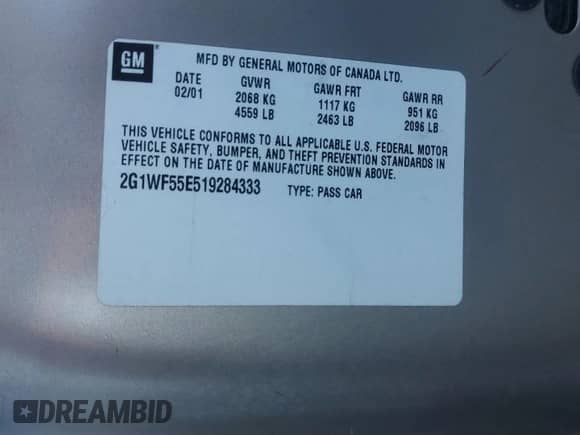 GM
MFD BY GENERAL MOTORS OF CANADA LTD.
DATE GVWR GAWR FRT GAWR RR
02/01 2068 KG 1117 KG 951 KG
4559 LB 2463 LB 2096 LB
THIS VEHICLE CONFORMS TO ALL APPLICABLE U.S. FEDERAL MOTOR
VEHICLE SAFETY, BUMPER, AND THEFT PREVENTION STANDARDS IN
EFFECT ON THE DATE OF MANUFACTURE SHOWN ABOVE.
2G1WF55E519284333 TYPE: PASS CAR
DREAMBID